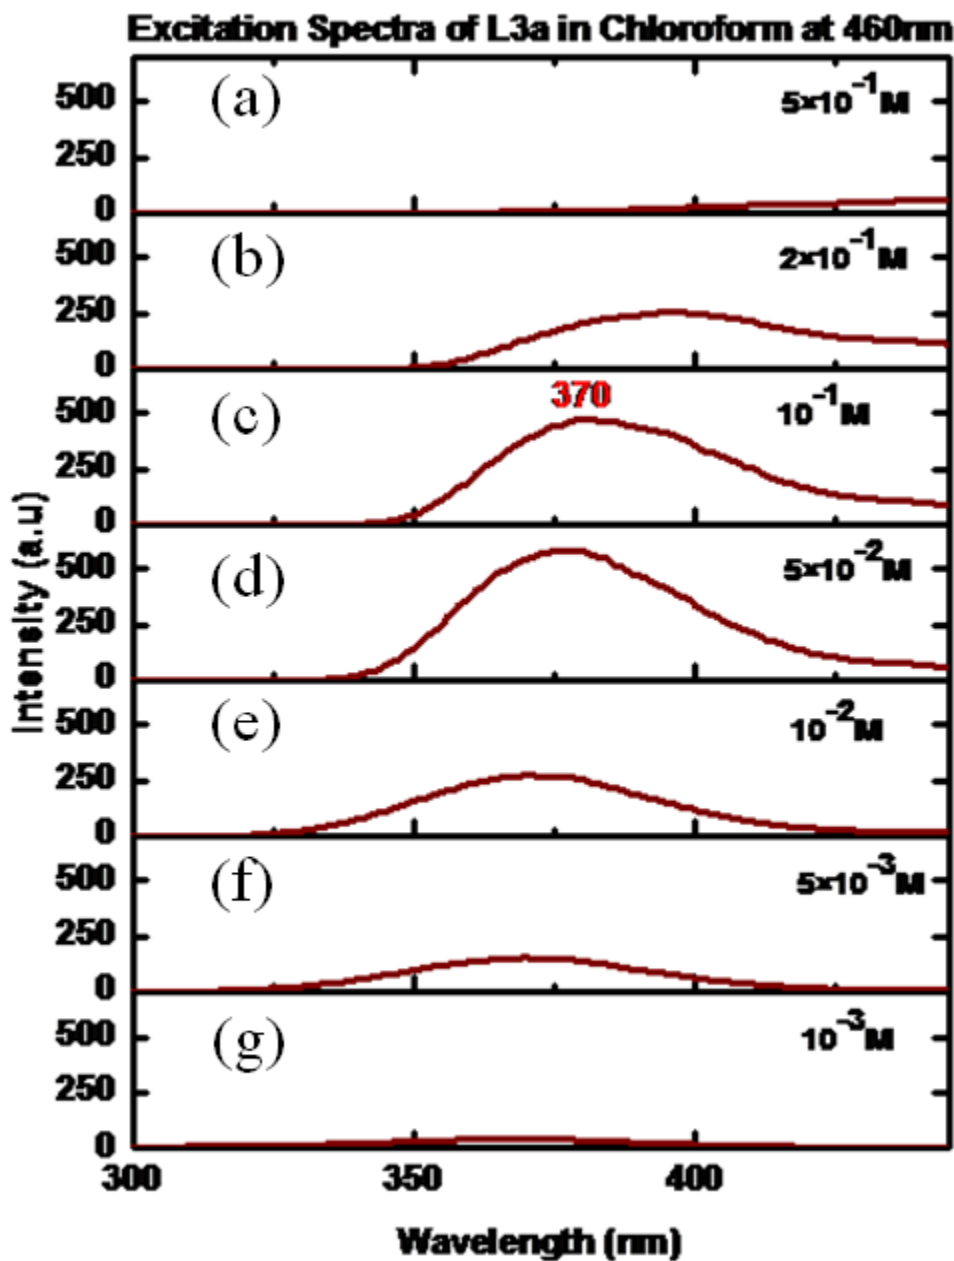 Excitation Spectra of L3a in Chloroform at 460nm
(a)
5×10⁻¹M
500
250
0
(b)
2×10⁻¹M
500
250
0
370
(c)
10⁻¹M
500
250
0
(d)
5×10⁻²M
500
250
0
(e)
10⁻²M
500
250
0
(f)
5×10⁻³M
500
250
0
(g)
10⁻³M
500
250
0
Intensity (a.u)
300 350 400
Wavelength (nm)